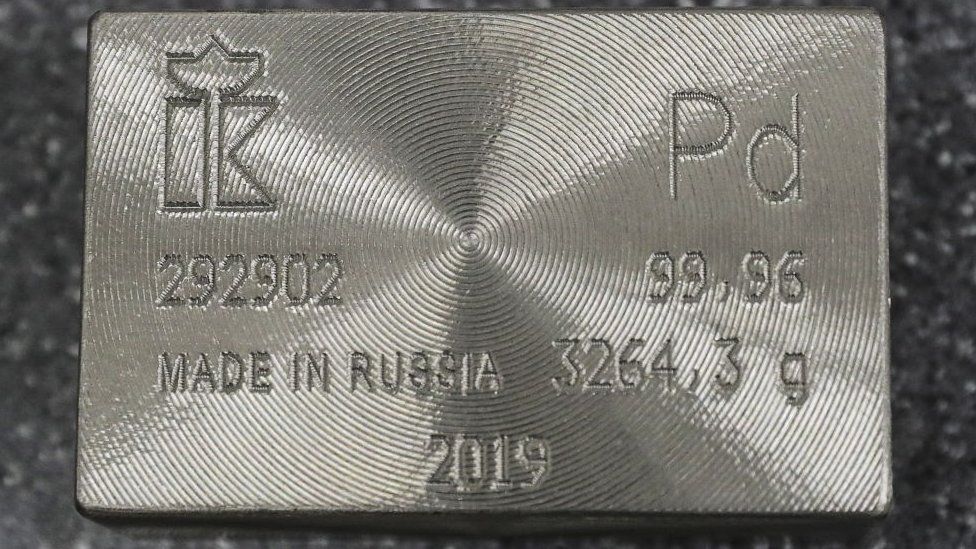 Pd
292902 99,96
MADE IN RUSSIA 3264,3 g
2019